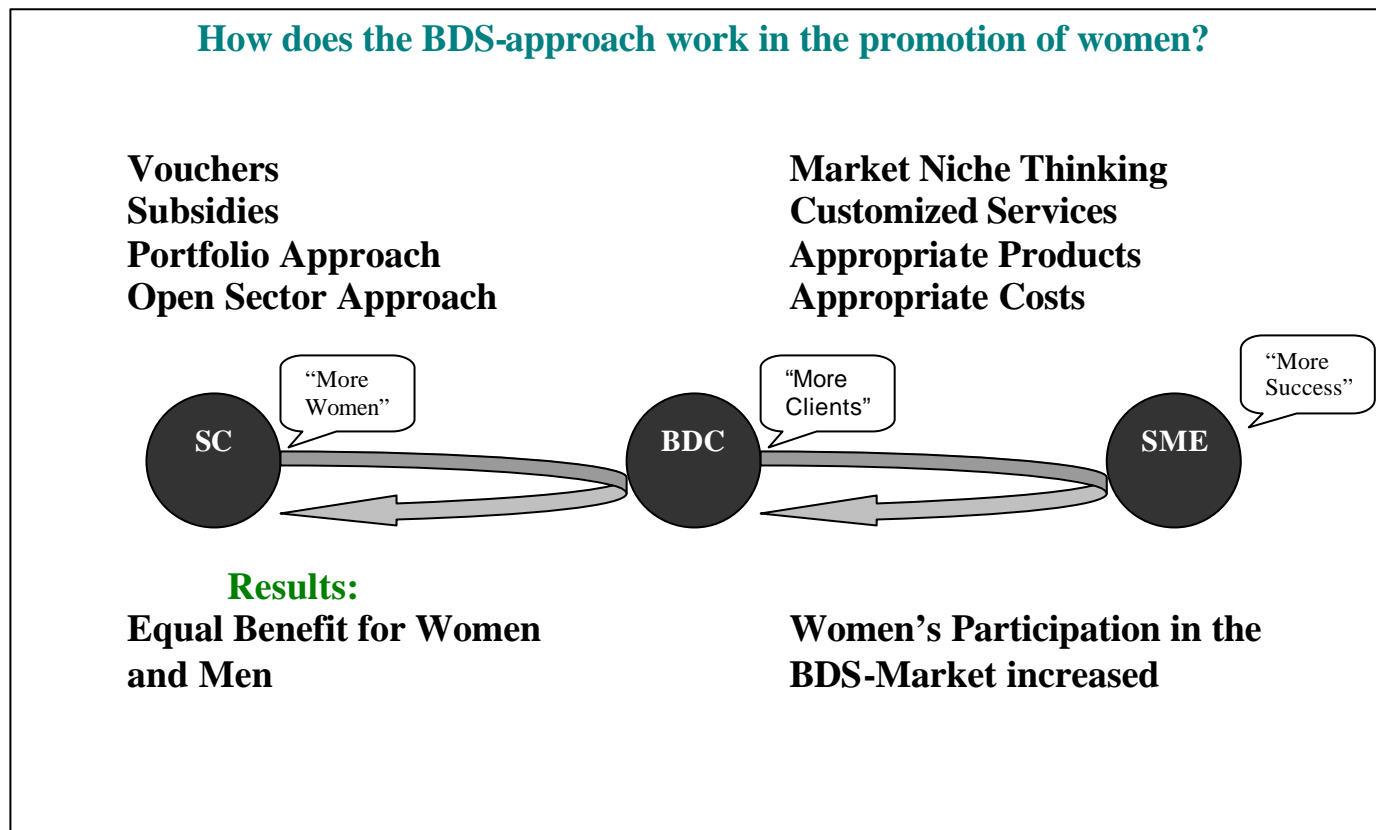 How does the BDS-approach work in the promotion of women?
Vouchers
Subsidies
Portfolio Approach
Open Sector Approach
Market Niche Thinking
Customized Services
Appropriate Products
Appropriate Costs
“More
Women”
“More
Clients”
“More
Success”
SC
BDC
SME
Results:
Equal Benefit for Women
and Men
Women’s Participation in the
BDS-Market increased